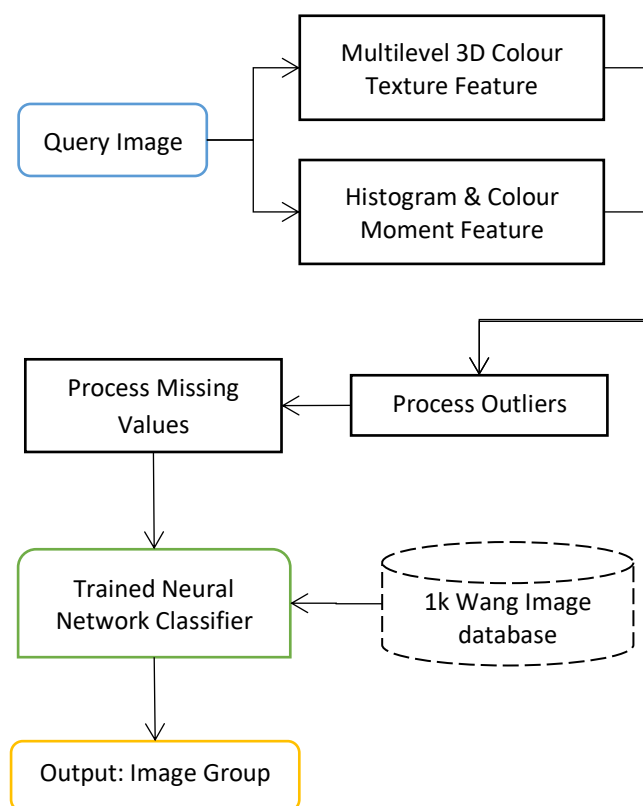 Multilevel 3D Colour
Texture Feature
Query Image
Histogram & Colour
Moment Feature
Process Missing
Values
Process Outliers
Trained Neural
Network Classifier
1k Wang Image
database
Output: Image Group